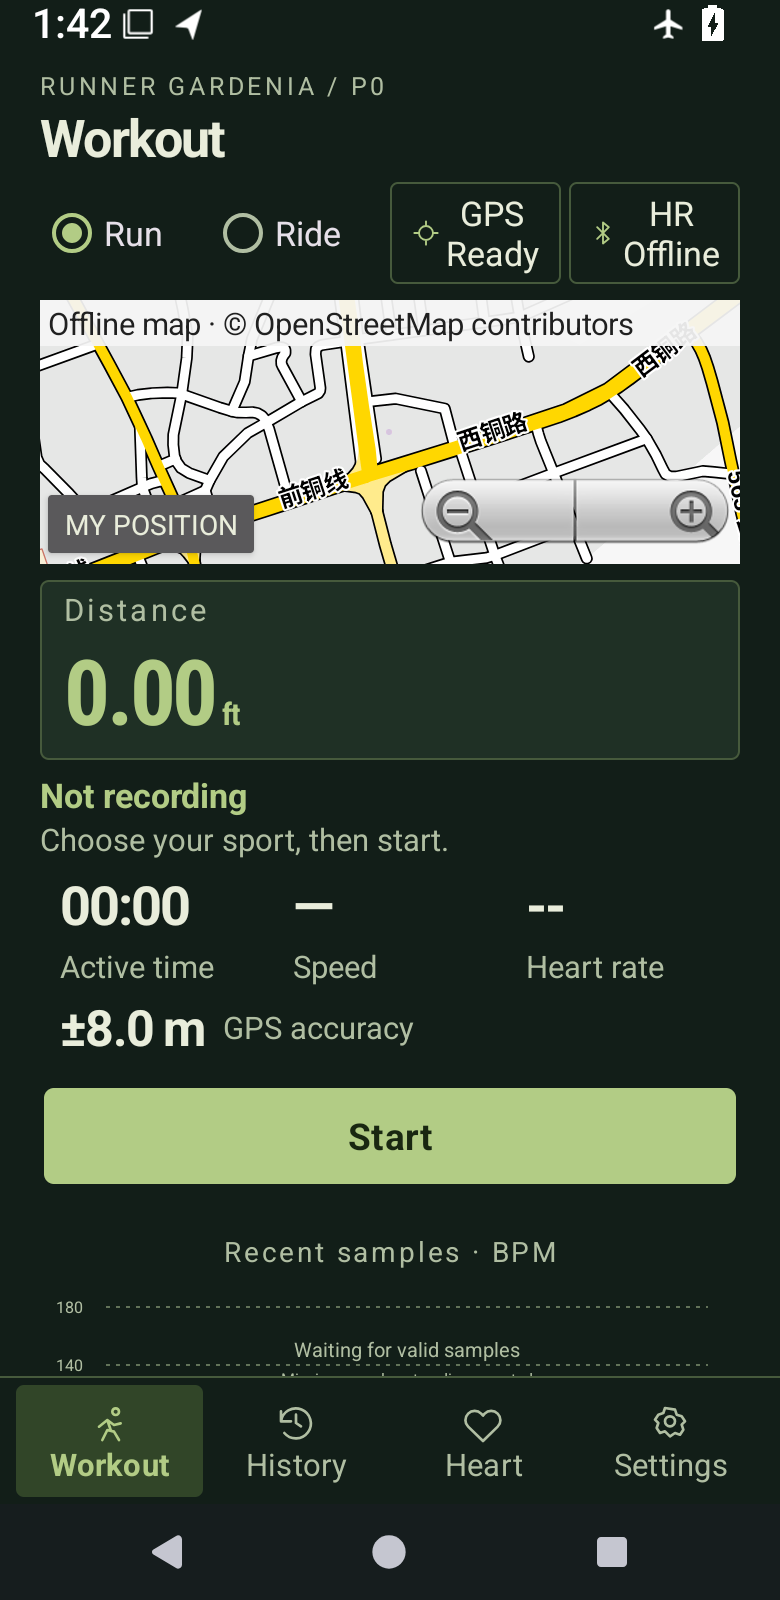 1:42
RUNNER GARDENIA / P0
Workout
Run
Ride
GPS
Ready
HR
Offline
Offline map · © OpenStreetMap contributors
西铜路
西铜路
前铜线
MY POSITION
Distance
0.00 ft
Not recording
Choose your sport, then start.
00:00
—
--
Active time
Speed
Heart rate
±8.0 m GPS accuracy
Start
Recent samples · BPM
180
Waiting for valid samples
140
Workout
History
Heart
Settings